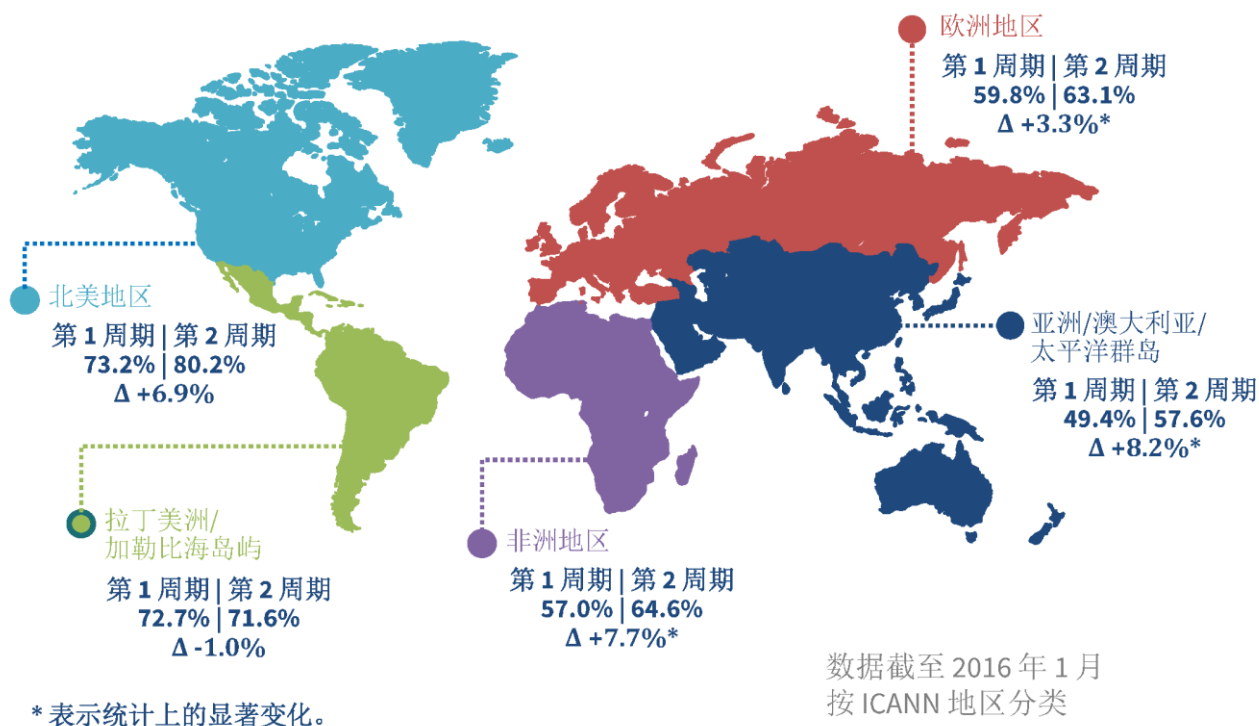 欧洲地区
第 1 周期 | 第 2 周期
59.8% | 63.1%
Δ +3.3%*
北美地区
第 1 周期 | 第 2 周期
73.2% | 80.2%
Δ +6.9%
亚洲/澳大利亚/
太平洋群岛
第 1 周期 | 第 2 周期
49.4% | 57.6%
Δ +8.2%*
拉丁美洲/
加勒比海岛屿
第 1 周期 | 第 2 周期
72.7% | 71.6%
Δ -1.0%
非洲地区
第 1 周期 | 第 2 周期
57.0% | 64.6%
Δ +7.7%*
数据截至 2016 年 1 月
按 ICANN 地区分类
* 表示统计上的显著变化。